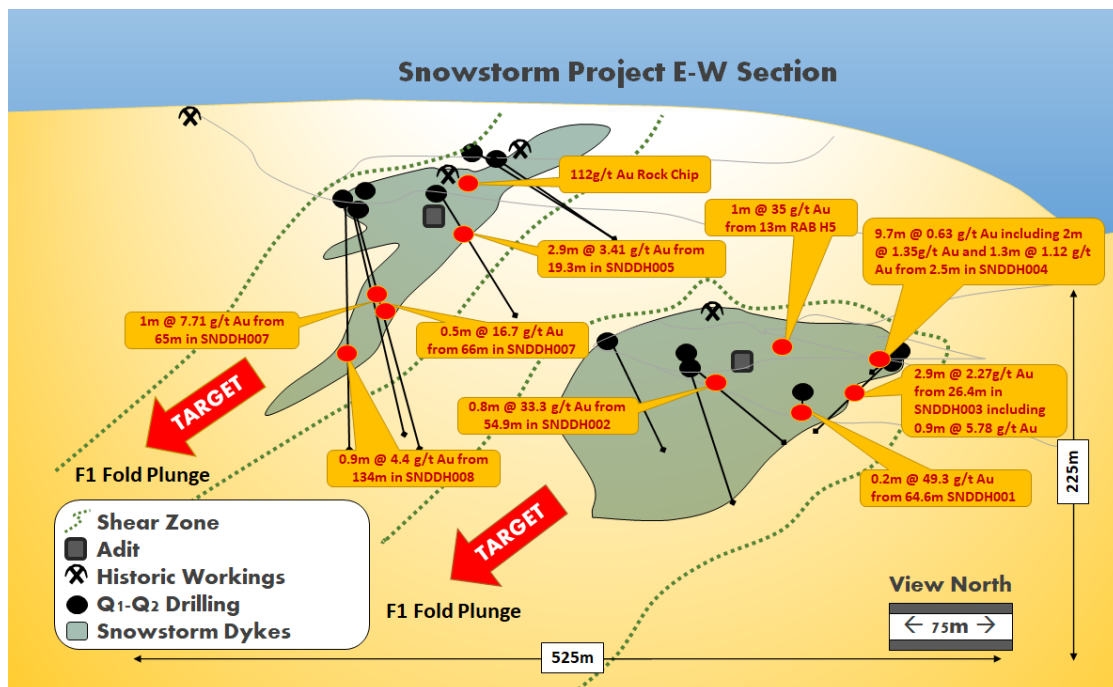 Snowstorm Project E-W Section
112g/t Au Rock Chip
1m @ 35 g/t Au
from 13m RAB H5
9.7m @ 0.63 g/t Au including 2m
@ 1.35g/t Au and 1.3m @ 1.12 g/t
Au from 2.5m in SNDDH004
2.9m @ 3.41 g/t Au from
19.3m in SNDDH005
1m @ 7.71 g/t Au from
65m in SNDDH007
0.5m @ 16.7 g/t Au
from 66m in SNDDH007
2.9m @ 2.27g/t Au
from 26.4m in
SNDDH003 including
0.9m @ 5.78 g/t Au
0.8m @ 33.3 g/t Au from
54.9m in SNDDH002
0.9m @ 4.4 g/t Au from
134m in SNDDH008
0.2m @ 49.3 g/t Au
from 64.6m SNDDH001
TARGET
F1 Fold Plunge
TARGET
F1 Fold Plunge
Shear Zone
Adit
Historic Workings
Q1-Q2 Drilling
Snowstorm Dykes
225m
View North
← 75m →
525m